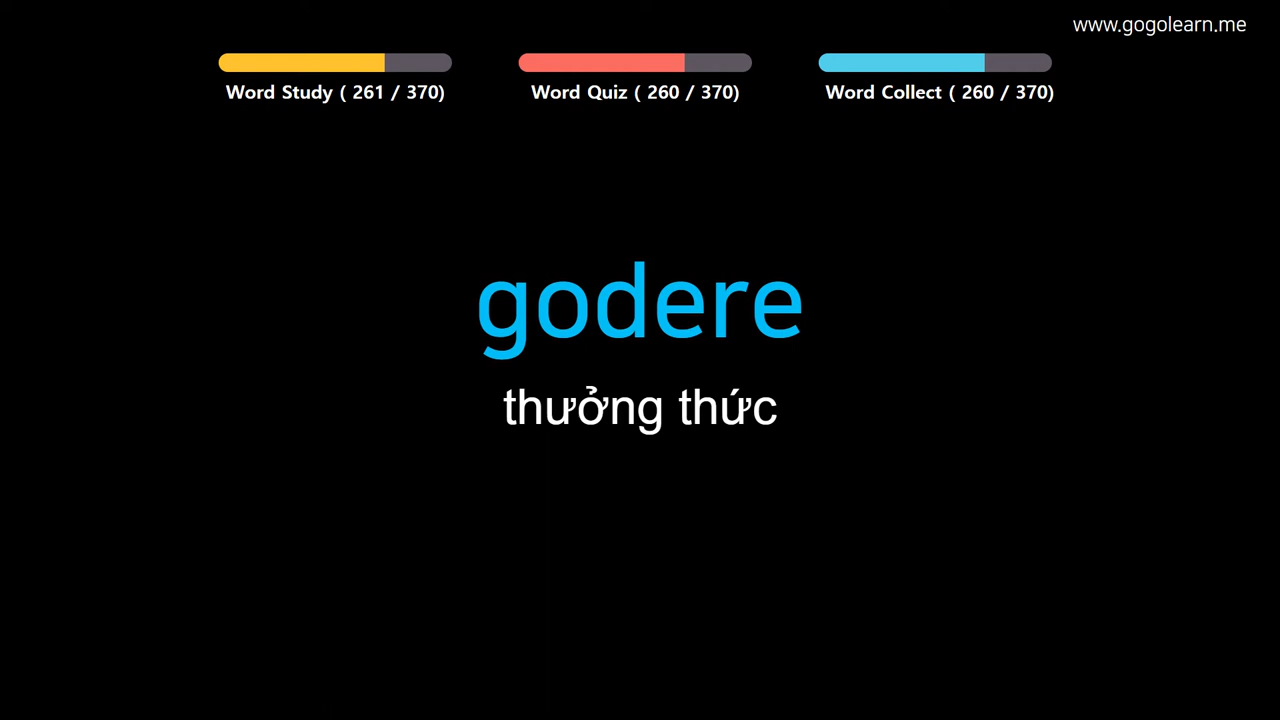 www.gogolearn.me
Word Study ( 261 / 370)
Word Quiz ( 260 / 370)
Word Collect ( 260 / 370)
godere
thưởng thức